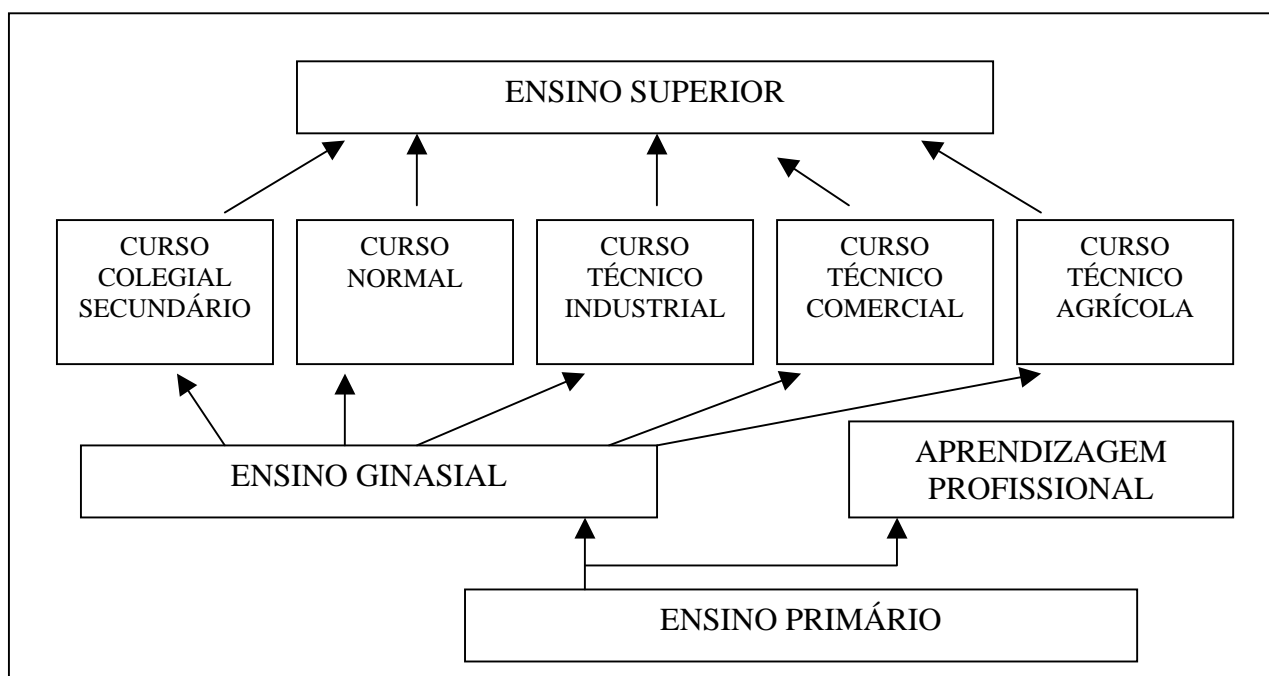 ENSINO SUPERIOR
CURSO
COLEGIAL
SECUNDÁRIO
CURSO
NORMAL
CURSO
TÉCNICO
INDUSTRIAL
CURSO
TÉCNICO
COMERCIAL
CURSO
TÉCNICO
AGRÍCOLA
ENSINO GINASIAL
APRENDIZAGEM
PROFISSIONAL
ENSINO PRIMÁRIO